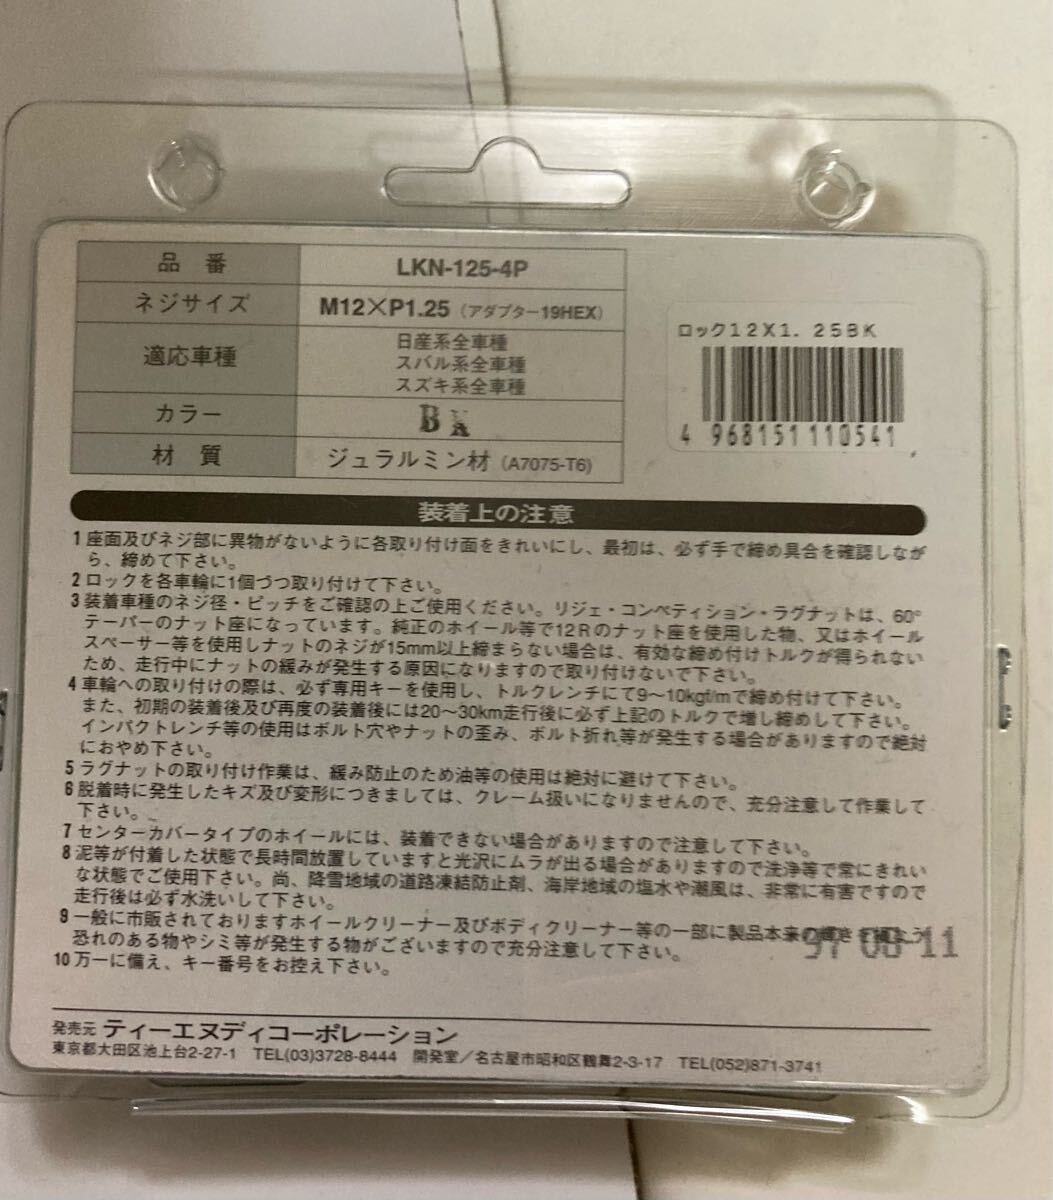 品番 LKN-125-4P
ネジサイズ M12×P1.25（アダプター19HEX）
適応車種 日産系全車種
スバル系全車種
スズキ系全車種
カラー BK
材質 ジュラルミン材（A7075-T6）
ロック12X1.25BK
4 968151 110541
装着上の注意
1 座面及びネジ部に異物がないように各取り付け面をきれいにし、最初は、必ず手で締め具合を確認しなが
ら、締めて下さい。
2 ロックを各車輪に1個づつ取り付けて下さい。
3 装着車種のネジ径・ピッチをご確認の上ご使用ください。リジェ・コンペティション・ラグナットは、60°
テーパーのナット座になっています。純正のホイール等で12Rのナット座を使用した物、又はホイール
スペーサー等を使用しナットのネジが15mm以上締まらない場合は、有効な締め付けトルクが得られない
ため、走行中にナットの緩みが発生する原因になりますので取り付けないで下さい。
4 車輪への取り付けの際は、必ず専用キーを使用し、トルクレンチにて9～10kgf/mで締め付けて下さい。
また、初期の装着後及び再度の装着後には20～30km走行後に必ず上記のトルクで増し締めして下さい。
インパクトレンチ等の使用はボルト穴やナットの歪み、ボルト折れ等が発生する場合がありますので絶対
におやめ下さい。
5 ラグナットの取り付け作業は、緩み防止のため油等の使用は絶対に避けて下さい。
6 脱着時に発生したキズ及び変形につきましては、クレーム扱いになりませんので、充分注意して作業して
下さい。
7 センターカバータイプのホイールには、装着できない場合がありますので注意して下さい。
8 泥等が付着した状態で長時間放置していますと光沢にムラが出る場合がありますので洗浄等で常にきれい
な状態でご使用下さい。尚、降雪地域の道路凍結防止剤、海岸地域の塩水や潮風は、非常に有害ですので
走行後は必ず水洗いして下さい。
9 一般に市販されておりますホイールクリーナー及びボディクリーナー等の一部に製品本来の
恐れのある物やシミ等が発生する物がございますので充分注意して下さい。
97 08 11
10 万一に備え、キー番号をお控え下さい。
発売元 ティーエヌディコーポレーション
東京都大田区池上台2-27-1 TEL(03)3728-8444 開発室／名古屋市昭和区鶴舞2-3-17 TEL(052)871-3741